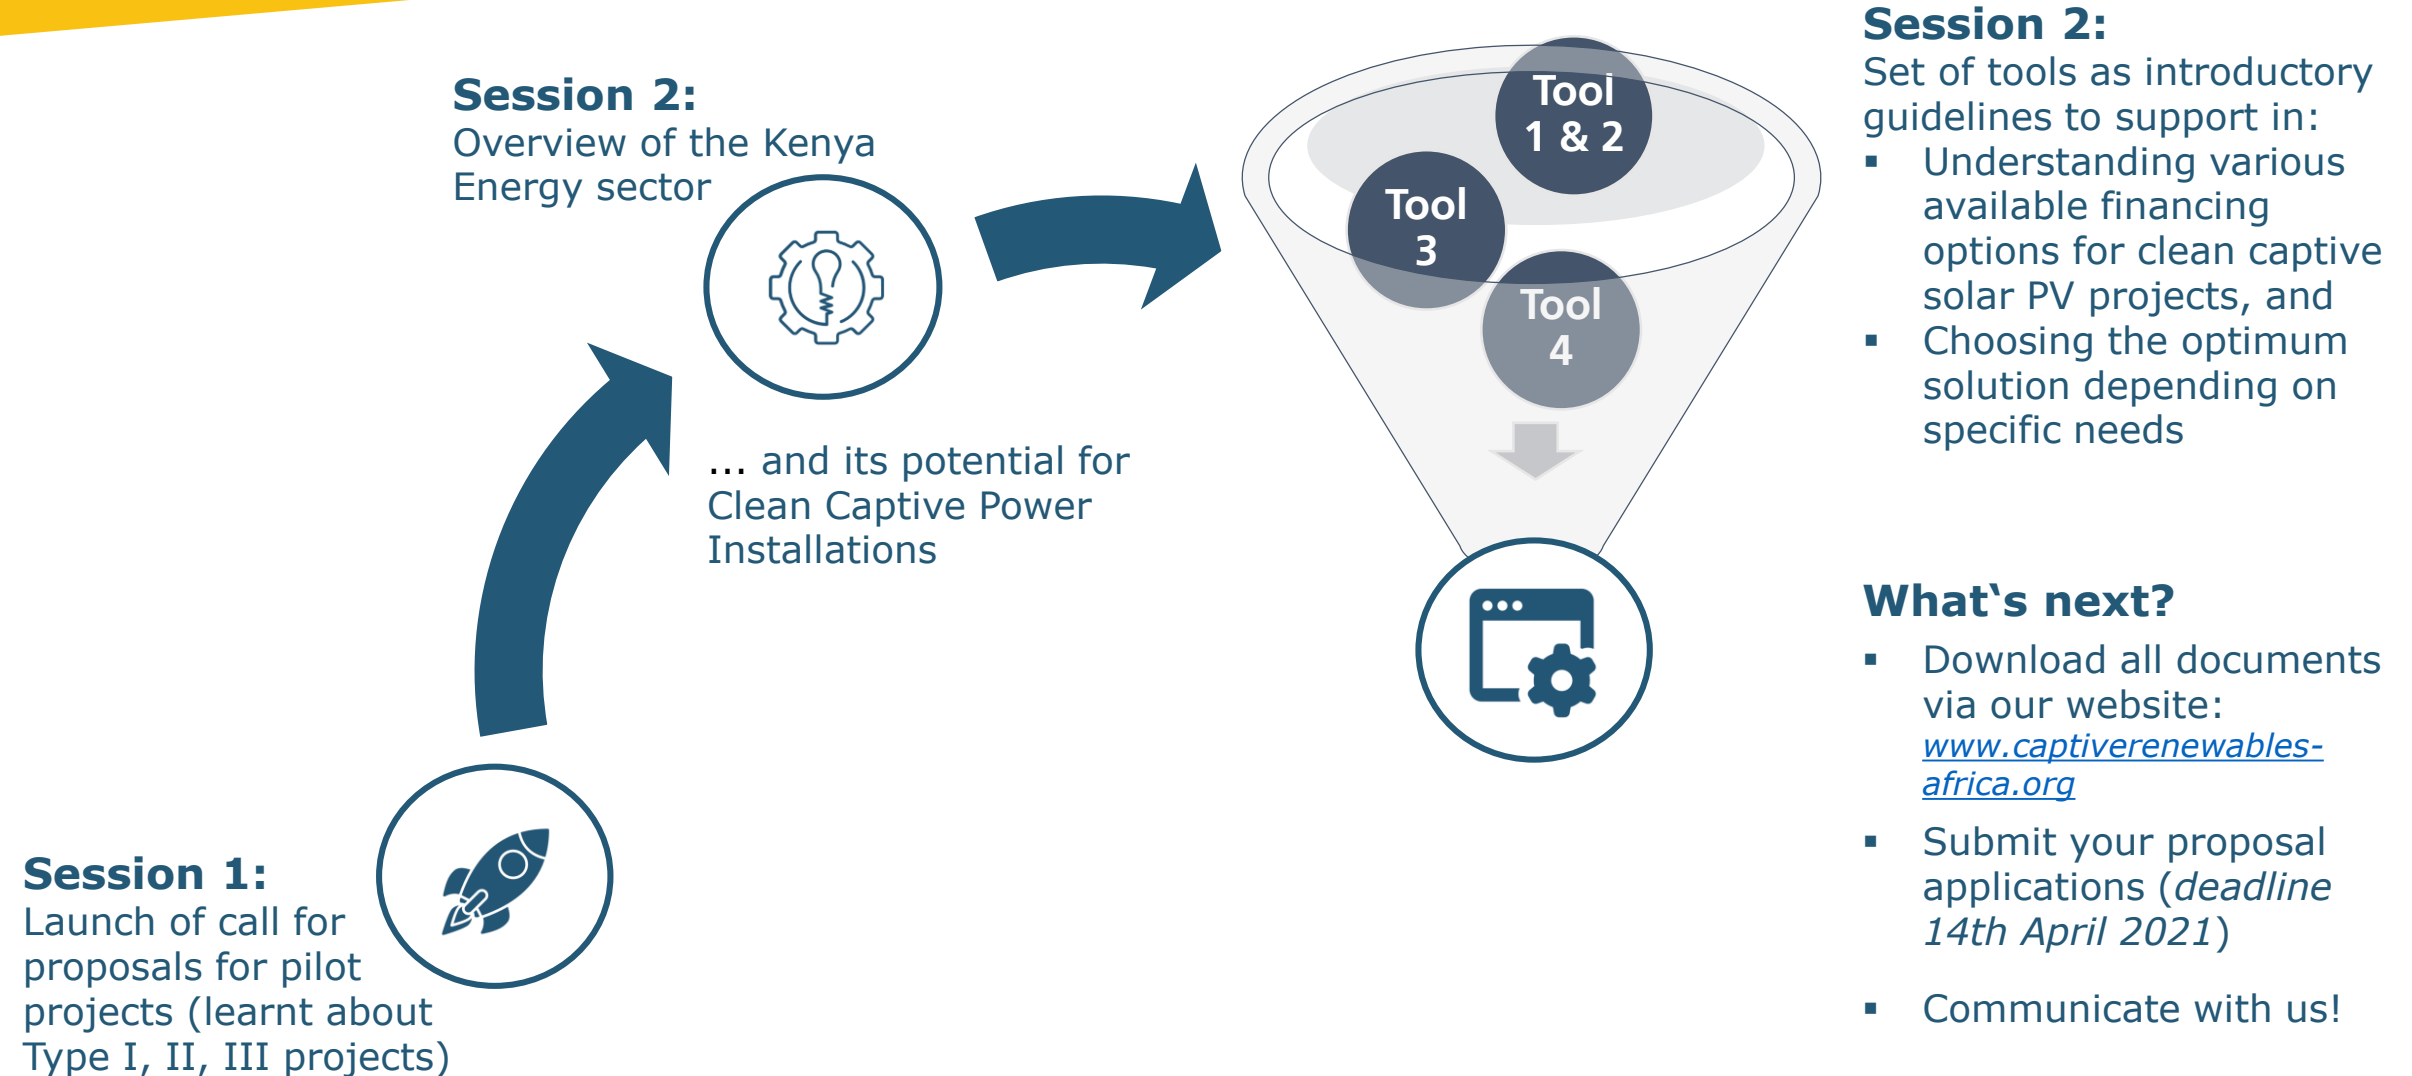 Session 1:
Launch of call for
proposals for pilot
projects (learnt about
Type I, II, III projects)
Session 2:
Overview of the Kenya
Energy sector
... and its potential for
Clean Captive Power
Installations
Tool
1 & 2
Tool
3
Tool
4
Session 2:
Set of tools as introductory
guidelines to support in:
▪ Understanding various
available financing
options for clean captive
solar PV projects, and
▪ Choosing the optimum
solution depending on
specific needs
What‛s next?
▪ Download all documents
via our website:
www.captiverenewables-
africa.org
▪ Submit your proposal
applications (deadline
14th April 2021)
▪ Communicate with us!